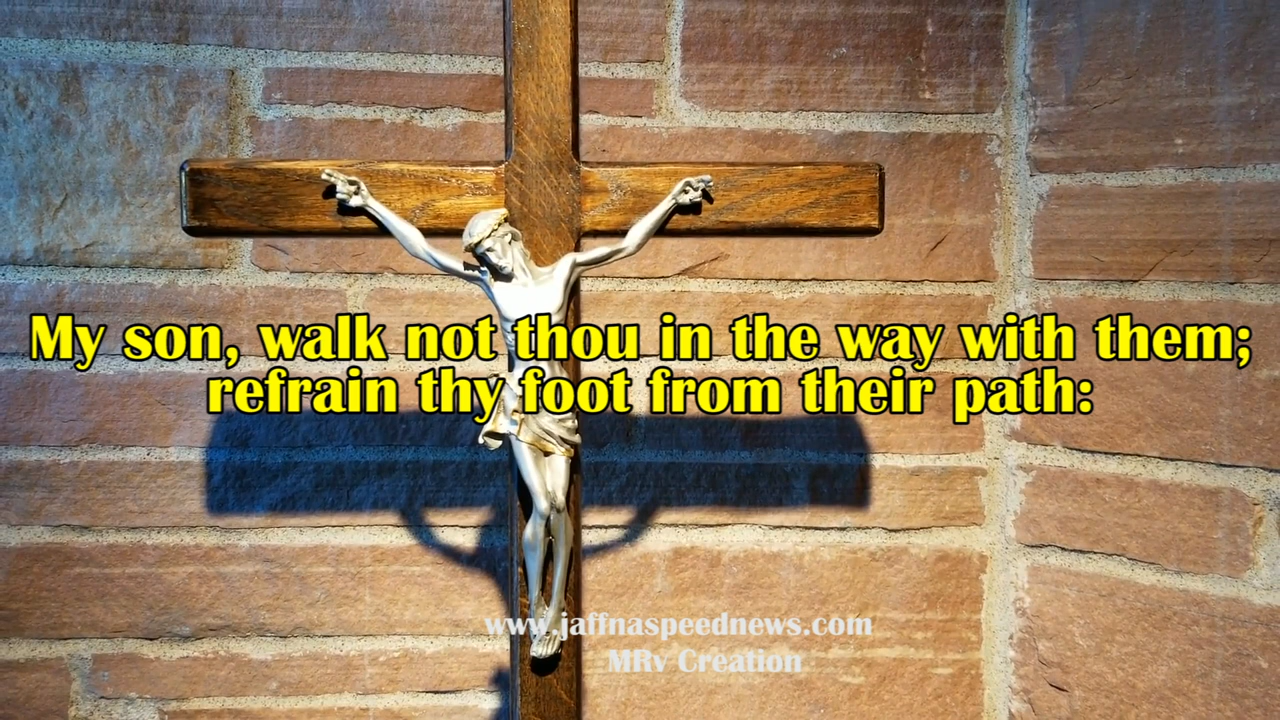 My son, walk not thou in the way with them;
refrain thy foot from their path:
www.jaffnaspeednews.com
MRv Creation